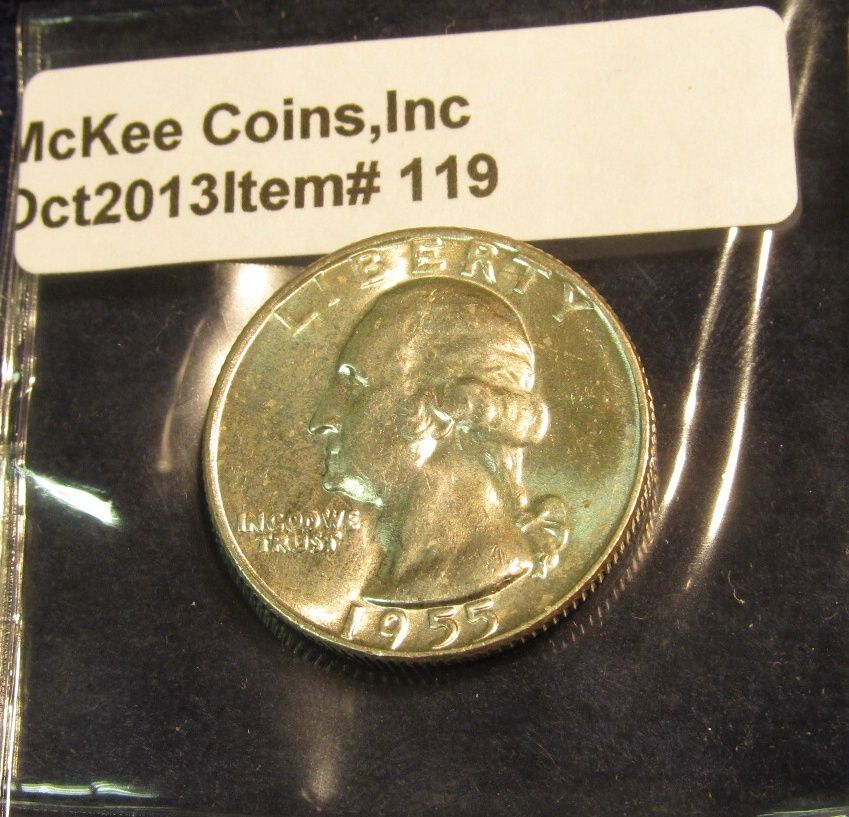 McKee Coins,Inc
Oct2013Item# 119
LIBERTY
IN GOD WE
TRUST
1955